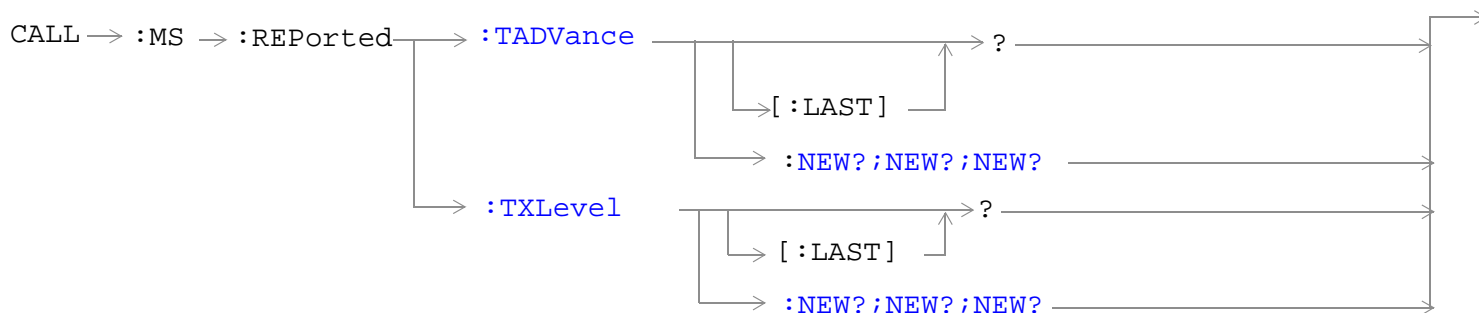 CALL :MS :REPorted :TADVance ?
[:LAST]
:NEW?;NEW?;NEW?
:TXLevel ?
[:LAST]
:NEW?;NEW?;NEW?